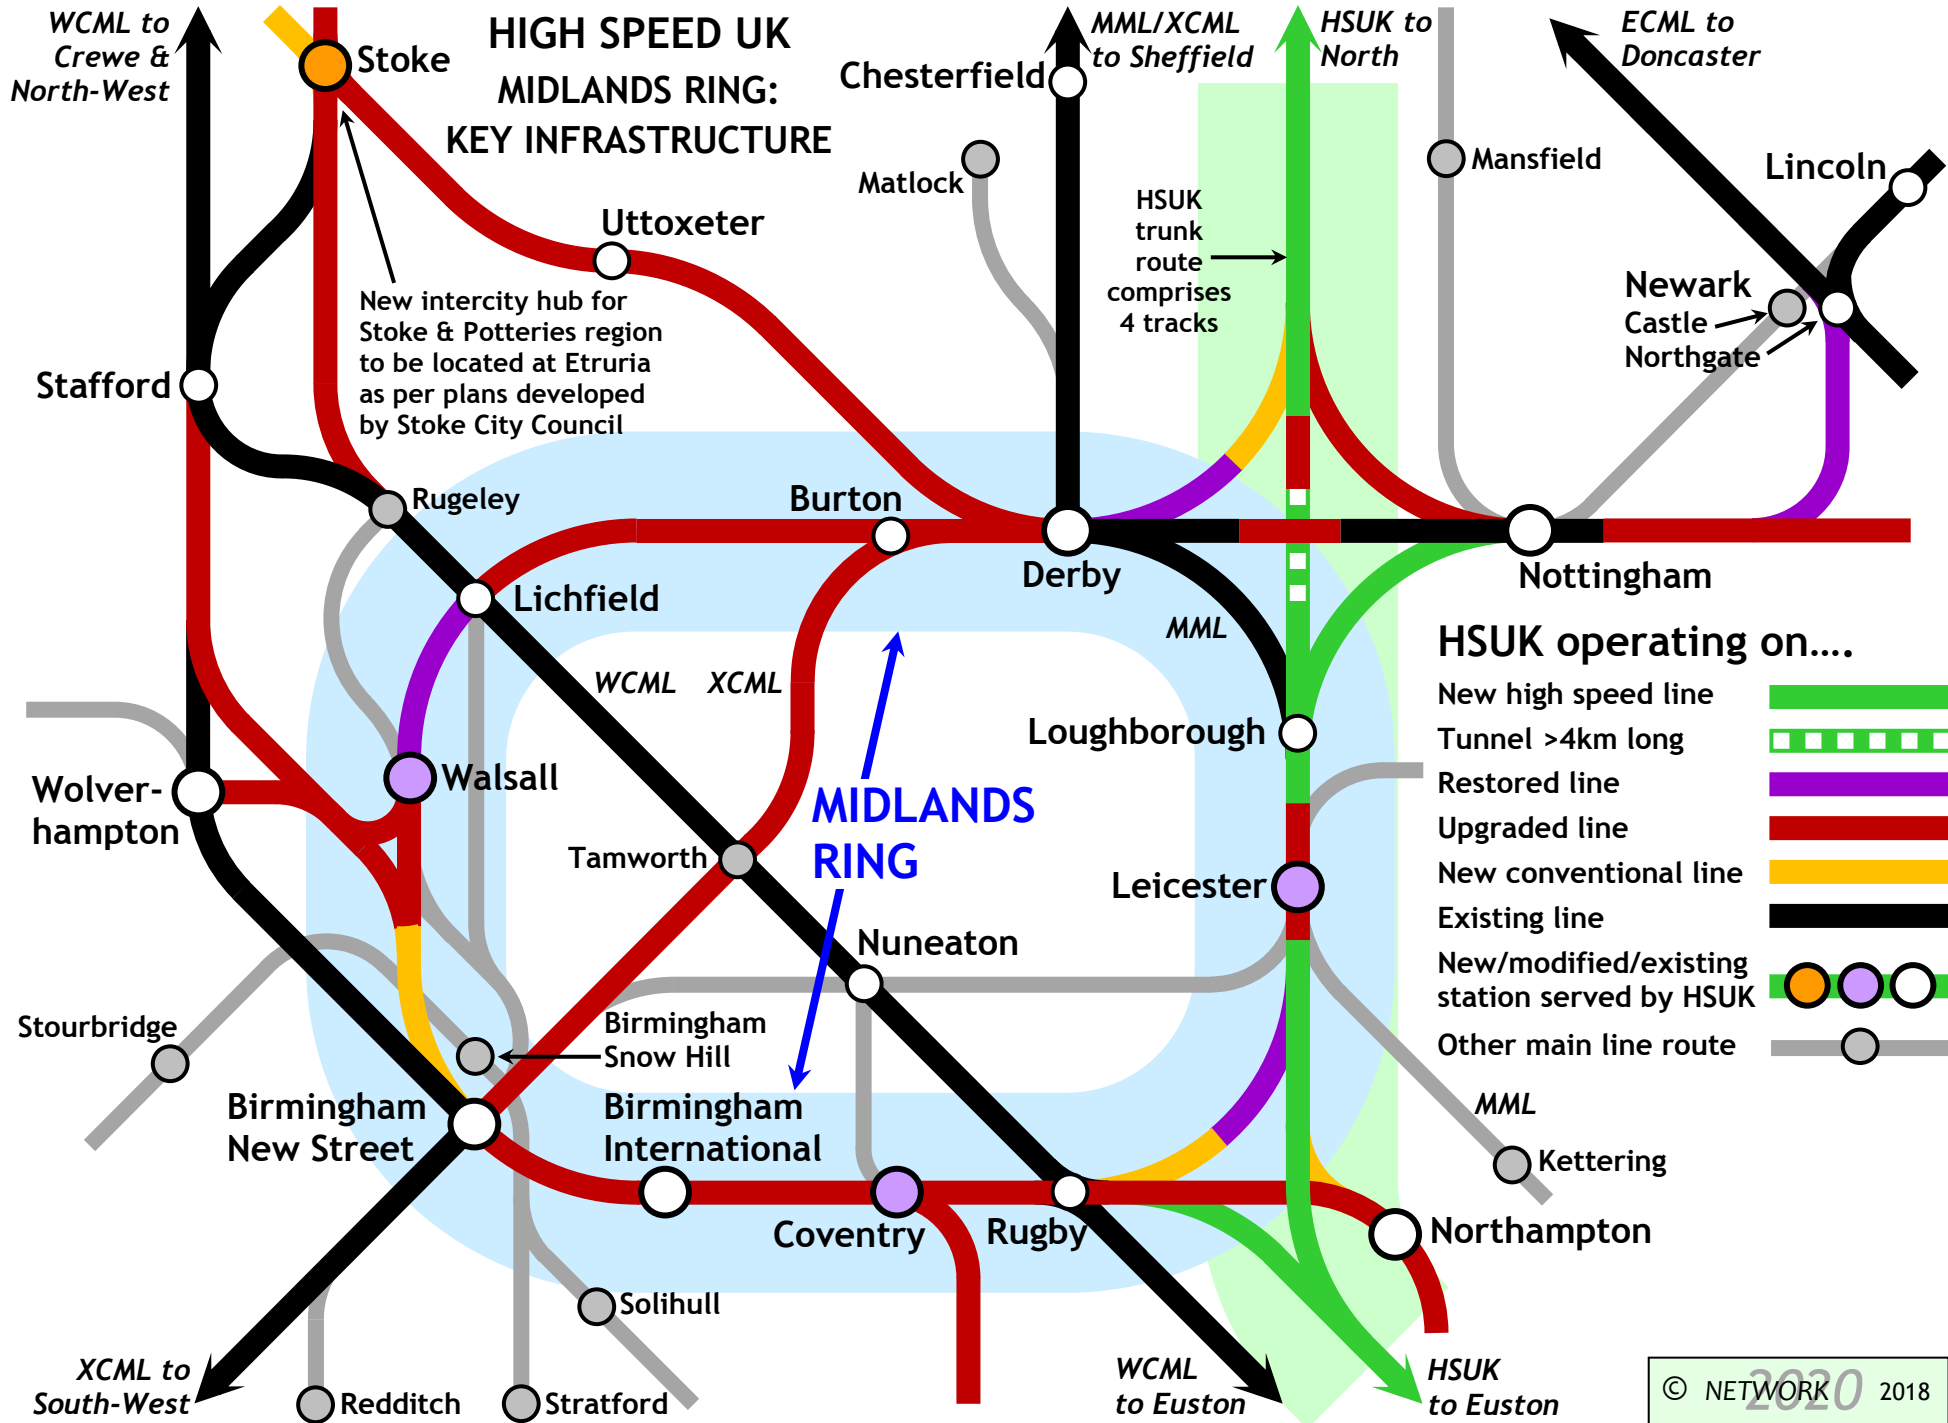 WCML to
Crewe &
North-West
Stoke
HIGH SPEED UK
MIDLANDS RING:
KEY INFRASTRUCTURE
Chesterfield
MML/XCML
to Sheffield
HSUK to
North
ECML to
Doncaster
Matlock
Mansfield
Lincoln
Uttoxeter
HSUK
trunk
route
comprises
4 tracks
New intercity hub for
Stoke & Potteries region
to be located at Etruria
as per plans developed
by Stoke City Council
Newark
Castle
Northgate
Stafford
Rugeley
Burton
Derby
Nottingham
Lichfield
MML
WCML
XCML
Loughborough
HSUK operating on….
New high speed line
Tunnel >4km long
Restored line
Upgraded line
New conventional line
Existing line
New/modified/existing
station served by HSUK
Other main line route
Wolver-
hampton
Walsall
MIDLANDS
RING
Tamworth
Leicester
Nuneaton
Stourbridge
Birmingham
Snow Hill
Birmingham
New Street
Birmingham
International
MML
Kettering
Coventry
Rugby
Northampton
Solihull
XCML to
South-West
Redditch
Stratford
WCML
to Euston
HSUK
to Euston
© NETWORK 2020 2018